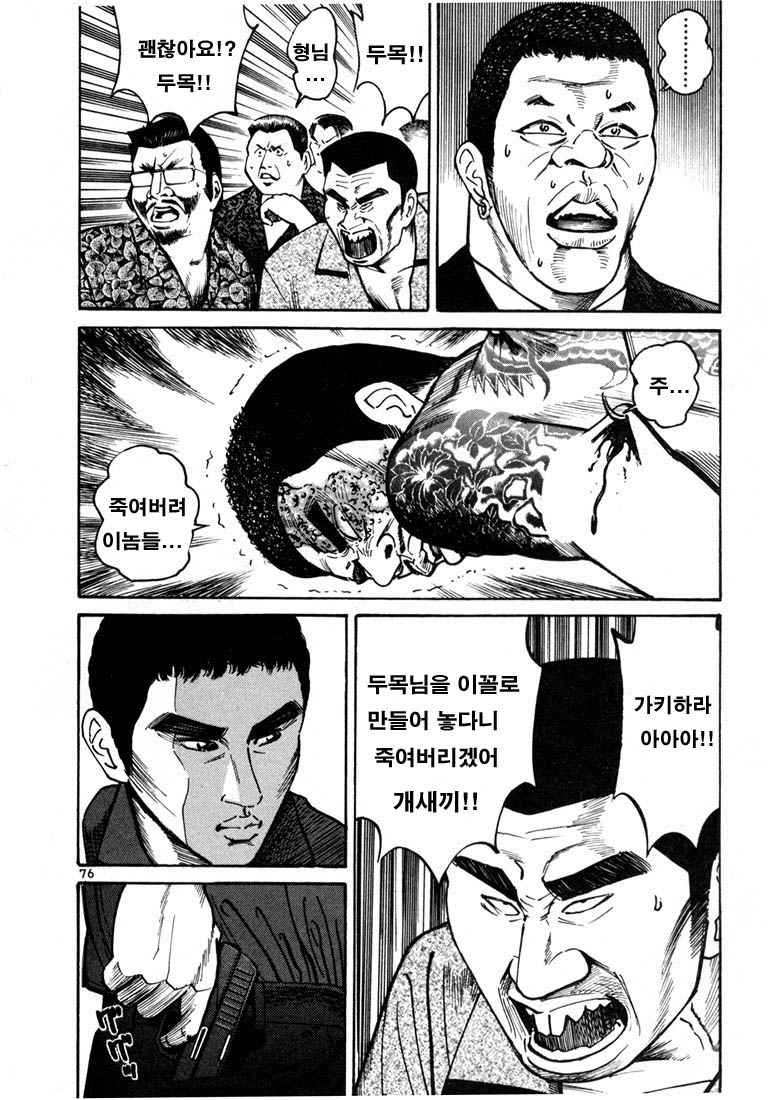 ………
두목!!
형님
…
괜찮아요!?
두목!!
주…
죽여버려
이놈들…
가키하라
아아아!!
두목님을 이꼴로
만들어 놓다니
죽여버리겠어
개새끼!!
76